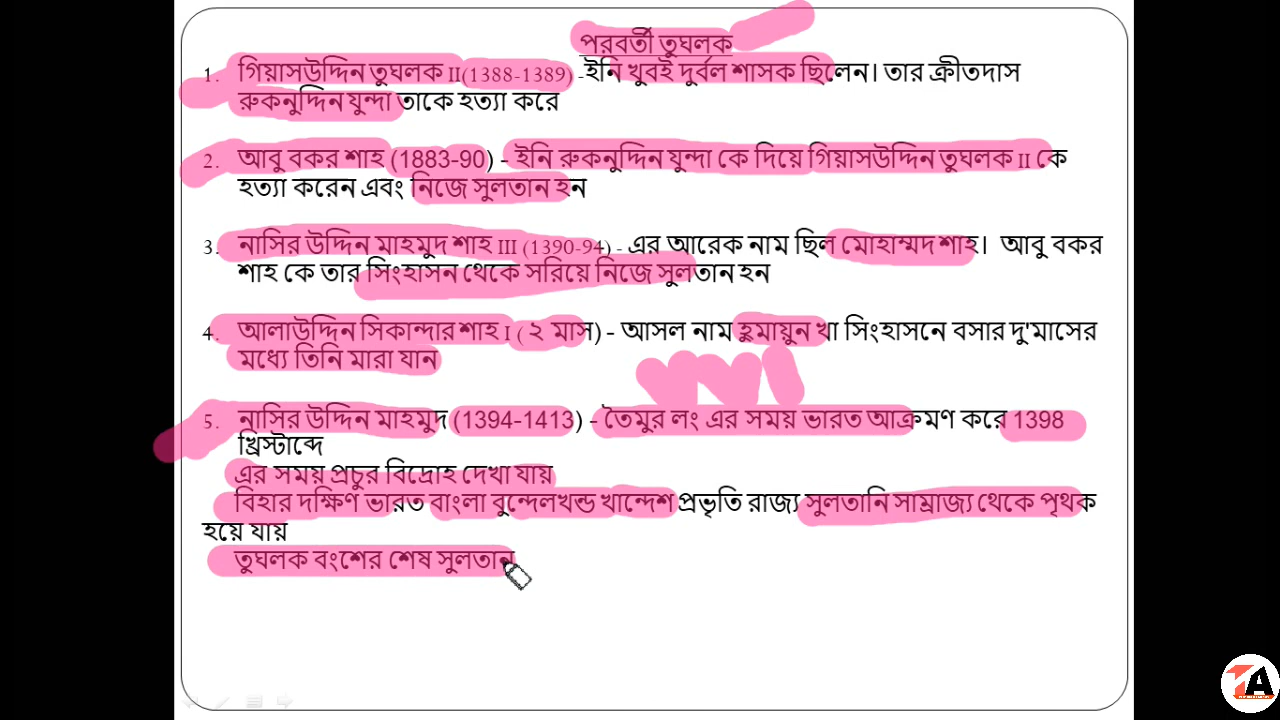 পরবর্তী তুঘলক
1. গিয়াসউদ্দিন তুঘলক II(1388-1389) -ইনি খুবই দুর্বল শাসক ছিলেন। তার ক্রীতদাস
রুকনুদ্দিন যুন্দা তাকে হত্যা করে
2. আবু বকর শাহ (1883-90) - ইনি রুকনুদ্দিন যুন্দা কে দিয়ে গিয়াসউদ্দিন তুঘলক II কে
হত্যা করেন এবং নিজে সুলতান হন
3. নাসির উদ্দিন মাহমুদ শাহ III (1390-94) - এর আরেক নাম ছিল মোহাম্মদ শাহ। আবু বকর
শাহ কে তার সিংহাসন থেকে সরিয়ে নিজে সুলতান হন
4. আলাউদ্দিন সিকান্দার শাহ I ( ২ মাস) - আসল নাম হুমায়ুন খা সিংহাসনে বসার দু'মাসের
মধ্যে তিনি মারা যান
5. নাসির উদ্দিন মাহমুদ (1394-1413) - তৈমুর লং এর সময় ভারত আক্রমণ করে 1398
খ্রিস্টাব্দে
এর সময় প্রচুর বিদ্রোহ দেখা যায়
বিহার দক্ষিণ ভারত বাংলা বুন্দেলখন্ড খান্দেশ প্রভৃতি রাজ্য সুলতানি সাম্রাজ্য থেকে পৃথক
হয়ে যায়
তুঘলক বংশের শেষ সুলতান